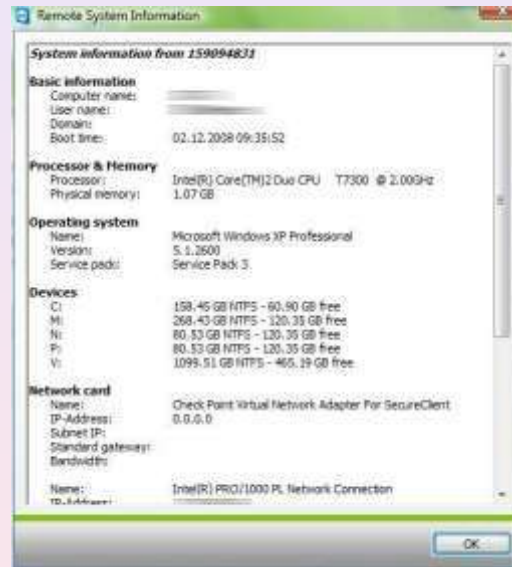 Remote System Information
System information from 159094831
Basic information
Computer name:
User name:
Domain:
Boot time: 02.12.2008 09:35:52
Processor & Memory
Processor: Intel(R) Core(TM)2 Duo CPU T7300 @ 2.00GHz
Physical memory: 1.07 GB
Operating system
Name: Microsoft Windows XP Professional
Version: 5.1.2600
Service pack: Service Pack 3
Devices
C: 158.45 GB NTFS - 60.90 GB free
M: 268.43 GB NTFS - 120.35 GB free
N: 80.53 GB NTFS - 120.35 GB free
P: 80.53 GB NTFS - 120.35 GB free
V: 1099.51 GB NTFS - 465.19 GB free
Network card
Name: Check Point Virtual Network Adapter For SecureClient
IP-Address: 0.0.0.0
Subnet IP:
Standard gateway:
Bandwidth:
Name: Intel(R) PRO/1000 PL Network Connection
IP-Address:
OK